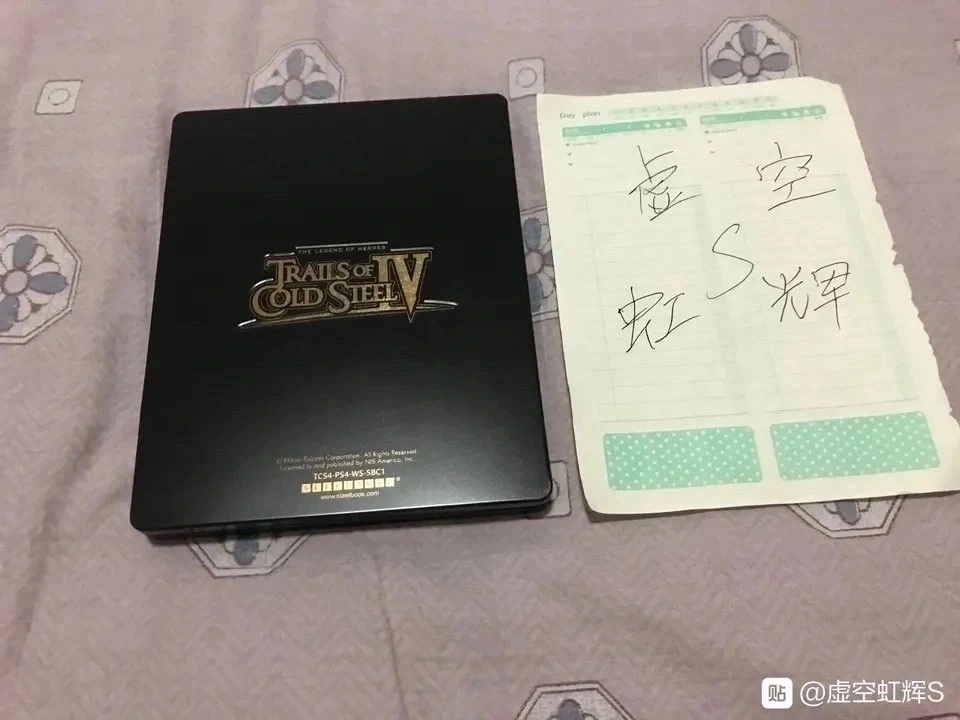 THE LEGEND OF HEROES
TRAILS OF
COLD STEEL IV
© Nihon Falcom Corporation. All Rights Reserved.
Licensed to and published by NIS America, Inc.
TCS4-PS4-WS-SBC1
STEELBOOK®
www.steelbook.com
Day plan
虚空
S
虹辉
贴 @虚空虹辉S